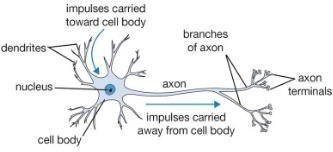 impulses carried
toward cell body
dendrites
nucleus
cell body
axon
branches
of axon
axon
terminals
impulses carried
away from cell body